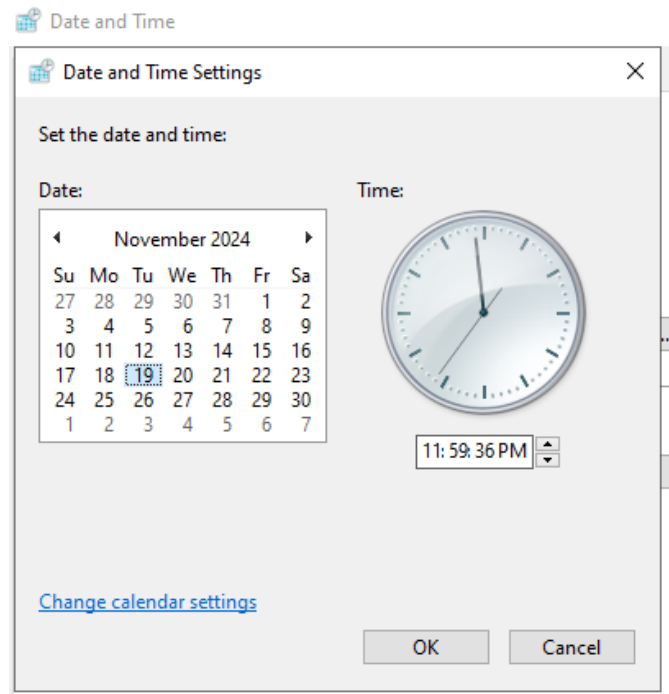 Date and Time
Date and Time Settings
Set the date and time:
Date:
Time:
November 2024
Su Mo Tu We Th Fr Sa
27 28 29 30 31 1 2
3 4 5 6 7 8 9
10 11 12 13 14 15 16
17 18 19 20 21 22 23
24 25 26 27 28 29 30
1 2 3 4 5 6 7
11: 59: 36 PM
Change calendar settings
OK
Cancel